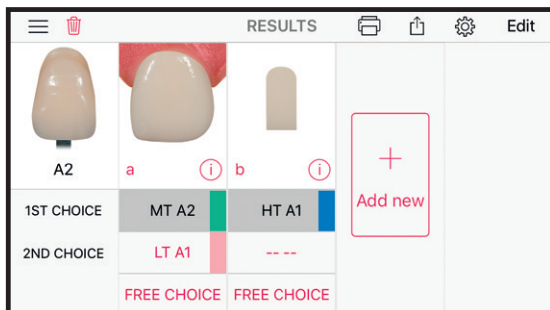 RESULTS Edit
A2 a i b i
+
Add new
1ST CHOICE MT A2 HT A1
2ND CHOICE LT A1 -- --
FREE CHOICE FREE CHOICE